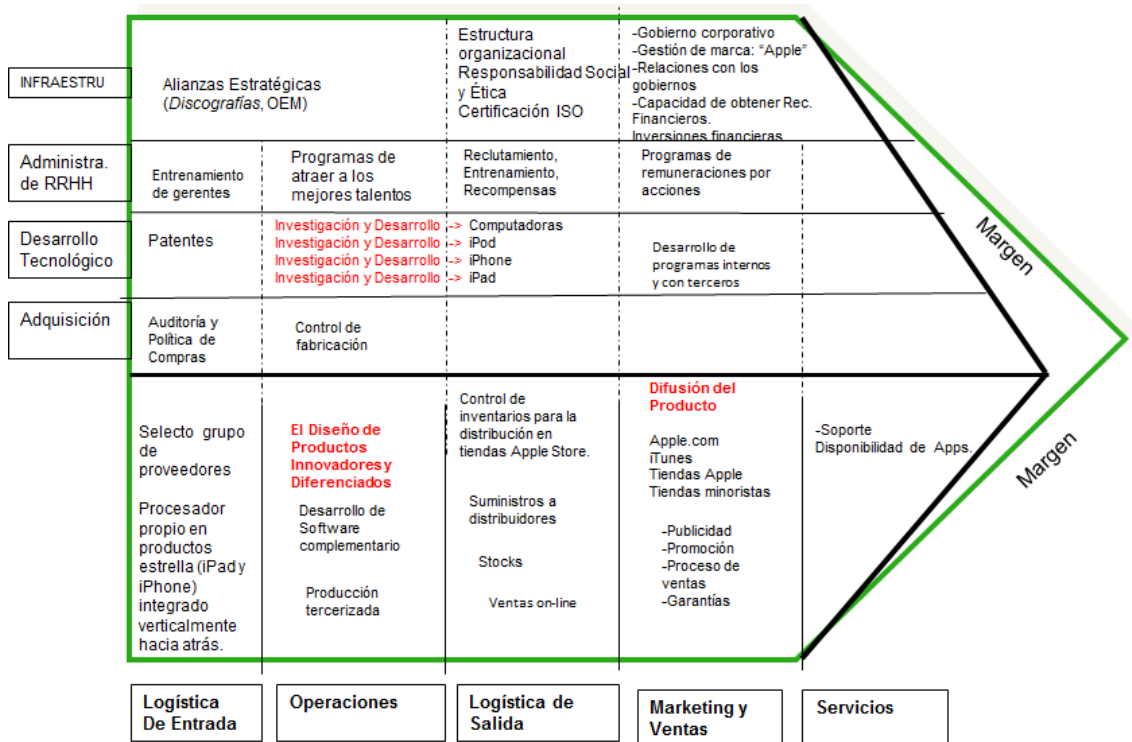 INFRAESTRU
Alianzas Estratégicas
(Discografías, OEM)
Estructura
organizacional
Responsabilidad Social
y Ética
Certificación ISO
-Gobierno corporativo
-Gestión de marca: “Apple”
-Relaciones con los
gobiernos
-Capacidad de obtener Rec.
Financieros.
Inversiones financieras
Administra.
de RRHH
Entrenamiento
de gerentes
Programas de
atraer a los
mejores talentos
Reclutamiento,
Entrenamiento,
Recompensas
Programas de
remuneraciones por
acciones
Desarrollo
Tecnológico
Patentes
Investigación y Desarrollo -> Computadoras
Investigación y Desarrollo -> iPod
Investigación y Desarrollo -> iPhone
Investigación y Desarrollo -> iPad
Desarrollo de
programas internos
y con terceros
Margen
Adquisición
Auditoría y
Política de
Compras
Control de
fabricación
Selecto grupo
de
proveedores
Procesador
propio en
productos
estrella (iPad y
iPhone)
integrado
verticalmente
hacia atrás.
El Diseño de
Productos
Innovadores y
Diferenciados
Desarrollo de
Software
complementario
Producción
tercerizada
Control de
inventarios para la
distribución en
tiendas Apple Store.
Suministros a
distribuidores
Stocks
Ventas on-line
Difusión del
Producto
Apple.com
iTunes
Tiendas Apple
Tiendas minoristas
-Publicidad
-Promoción
-Proceso de
ventas
-Garantías
-Soporte
Disponibilidad de Apps.
Margen
Logística
De Entrada
Operaciones
Logística de
Salida
Marketing y
Ventas
Servicios